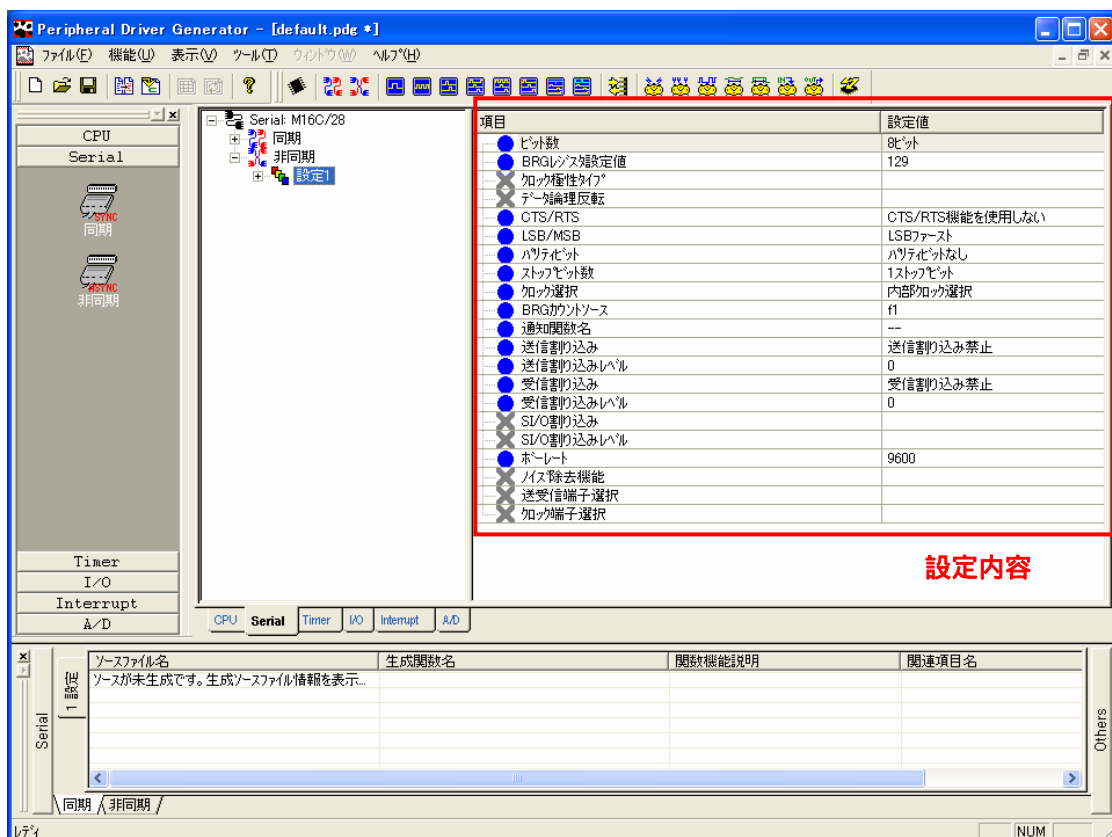 Peripheral Driver Generator - [default.pdg *]
ファイル(F) 機能(U) 表示(V) ツール(T) ウィンドウ(W) ヘルプ(H)
CPU
Serial
SYNC
同期
ASYNC
非同期
Timer
I/O
Interrupt
A/D
Serial: M16C/28
同期
非同期
設定1
項目 設定値
ビット数 8ビット
BRGレジスタ設定値 129
クロック極性タイプ
データ論理反転
CTS/RTS CTS/RTS機能を使用しない
LSB/MSB LSBファースト
パリティビット パリティビットなし
ストップビット数 1ストップビット
クロック選択 内部クロック選択
BRGカウントソース f1
通知関数名 --
送信割り込み 送信割り込み禁止
送信割り込みレベル 0
受信割り込み 受信割り込み禁止
受信割り込みレベル 0
SI/O割り込み
SI/O割り込みレベル
ボーレート 9600
ノイズ除去機能
送受信端子選択
クロック端子選択
設定内容
CPU Serial Timer I/O Interrupt A/D
Serial
1 設定
ソースファイル名 生成関数名 関数機能説明 関連項目名
ソースが未生成です。生成ソースファイル情報を表示...
Others
同期 非同期
レディ NUM